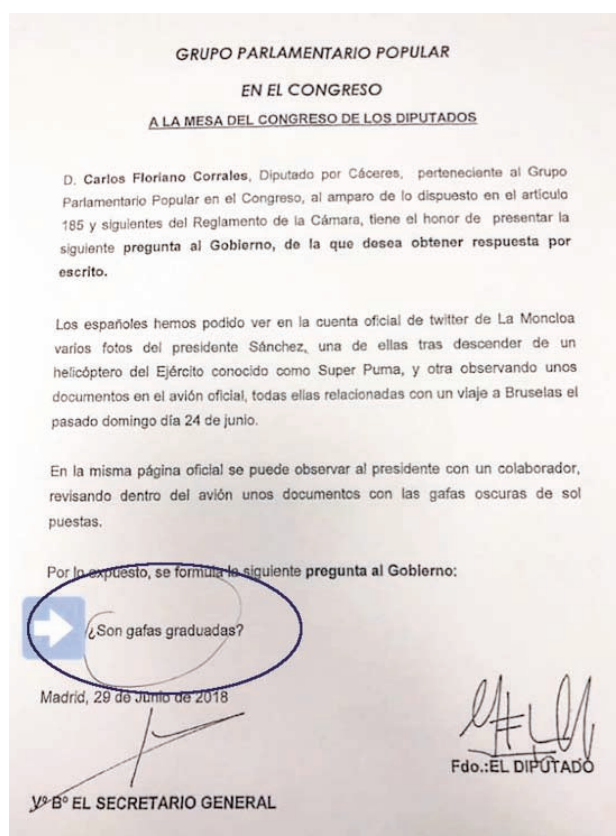 GRUPO PARLAMENTARIO POPULAR
EN EL CONGRESO
A LA MESA DEL CONGRESO DE LOS DIPUTADOS
D. Carlos Floriano Corrales, Diputado por Cáceres, perteneciente al Grupo
Parlamentario Popular en el Congreso, al amparo de lo dispuesto en el artículo
185 y siguientes del Reglamento de la Cámara, tiene el honor de presentar la
siguiente pregunta al Gobierno, de la que desea obtener respuesta por
escrito.
Los españoles hemos podido ver en la cuenta oficial de twitter de La Moncloa
varios fotos del presidente Sánchez, una de ellas tras descender de un
helicóptero del Ejército conocido como Super Puma, y otra observando unos
documentos en el avión oficial, todas ellas relacionadas con un viaje a Bruselas el
pasado domingo día 24 de junio.
En la misma página oficial se puede observar al presidente con un colaborador,
revisando dentro del avión unos documentos con las gafas oscuras de sol
puestas.
Por lo expuesto, se formula la siguiente pregunta al Gobierno:
¿Son gafas graduadas?
Madrid, 29 de Junio de 2018
Fdo.:EL DIPUTADO
Vº Bº EL SECRETARIO GENERAL